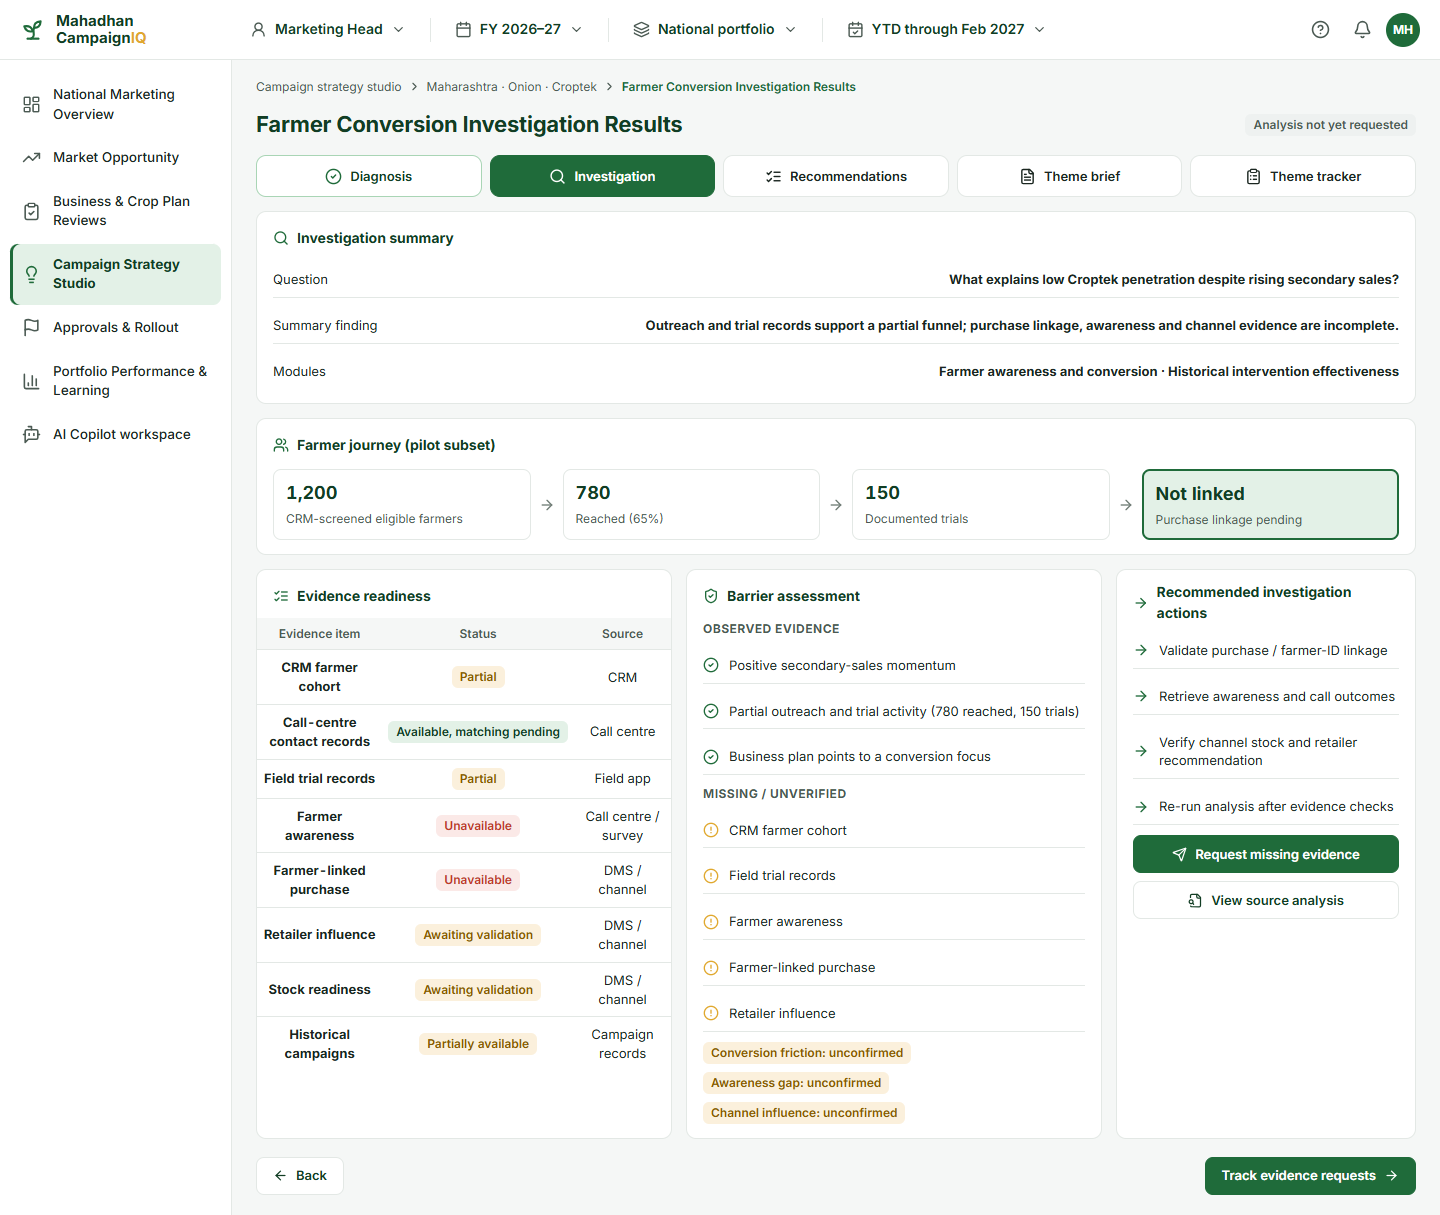 Mahadhan
CampaignIQ
Marketing Head
FY 2026–27
National portfolio
YTD through Feb 2027
MH
National Marketing
Overview
Market Opportunity
Business & Crop Plan
Reviews
Campaign Strategy
Studio
Approvals & Rollout
Portfolio Performance &
Learning
AI Copilot workspace
Campaign strategy studio > Maharashtra · Onion · Croptek > Farmer Conversion Investigation Results
Farmer Conversion Investigation Results
Analysis not yet requested
Diagnosis
Investigation
Recommendations
Theme brief
Theme tracker
Investigation summary
Question
What explains low Croptek penetration despite rising secondary sales?
Summary finding
Outreach and trial records support a partial funnel; purchase linkage, awareness and channel evidence are incomplete.
Modules
Farmer awareness and conversion · Historical intervention effectiveness
Farmer journey (pilot subset)
1,200
CRM-screened eligible farmers
780
Reached (65%)
150
Documented trials
Not linked
Purchase linkage pending
Evidence readiness
Evidence item Status Source
CRM farmer
cohort
Partial
CRM
Call-centre
contact records
Available, matching pending
Call centre
Field trial records
Partial
Field app
Farmer
awareness
Unavailable
Call centre /
survey
Farmer-linked
purchase
Unavailable
DMS /
channel
Retailer influence
Awaiting validation
DMS /
channel
Stock readiness
Awaiting validation
DMS /
channel
Historical
campaigns
Partially available
Campaign
records
Barrier assessment
OBSERVED EVIDENCE
Positive secondary-sales momentum
Partial outreach and trial activity (780 reached, 150 trials)
Business plan points to a conversion focus
MISSING / UNVERIFIED
CRM farmer cohort
Field trial records
Farmer awareness
Farmer-linked purchase
Retailer influence
Conversion friction: unconfirmed
Awareness gap: unconfirmed
Channel influence: unconfirmed
Recommended investigation
actions
Validate purchase / farmer-ID linkage
Retrieve awareness and call outcomes
Verify channel stock and retailer
recommendation
Re-run analysis after evidence checks
Request missing evidence
View source analysis
Back
Track evidence requests